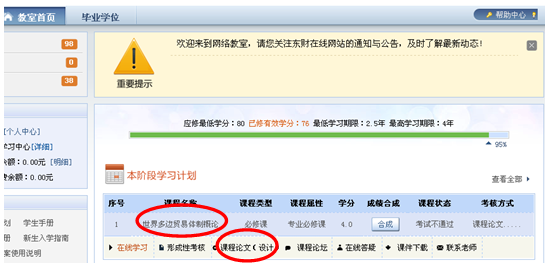 教室首页 毕业学位 帮助中心
98
0
38
重要提示
欢迎来到网络教室，请您关注东财在线网站的通知与公告，及时了解最新动态！
[个人中心]
习中心[详细]
余额：0.00元 [明细]
费余额：0.00元
划 学生手册
册 新生入学指南
案使用说明
应修最低学分：80 已修有效学分：76 最低学习期限：2.5年 最高学习期限：4年
95%
本阶段学习计划 查看全部
序号 课程名称 课程类型 课程属性 学分 成绩合成 课程状态 考核方式
1 世界多边贸易体制概论 必修课 专业必修课 4.0 合成 考试不通过 课程论文.....
在线学习 形成性考核 课程论文（设计 课程论坛 在线答疑 课件下载 联系老师